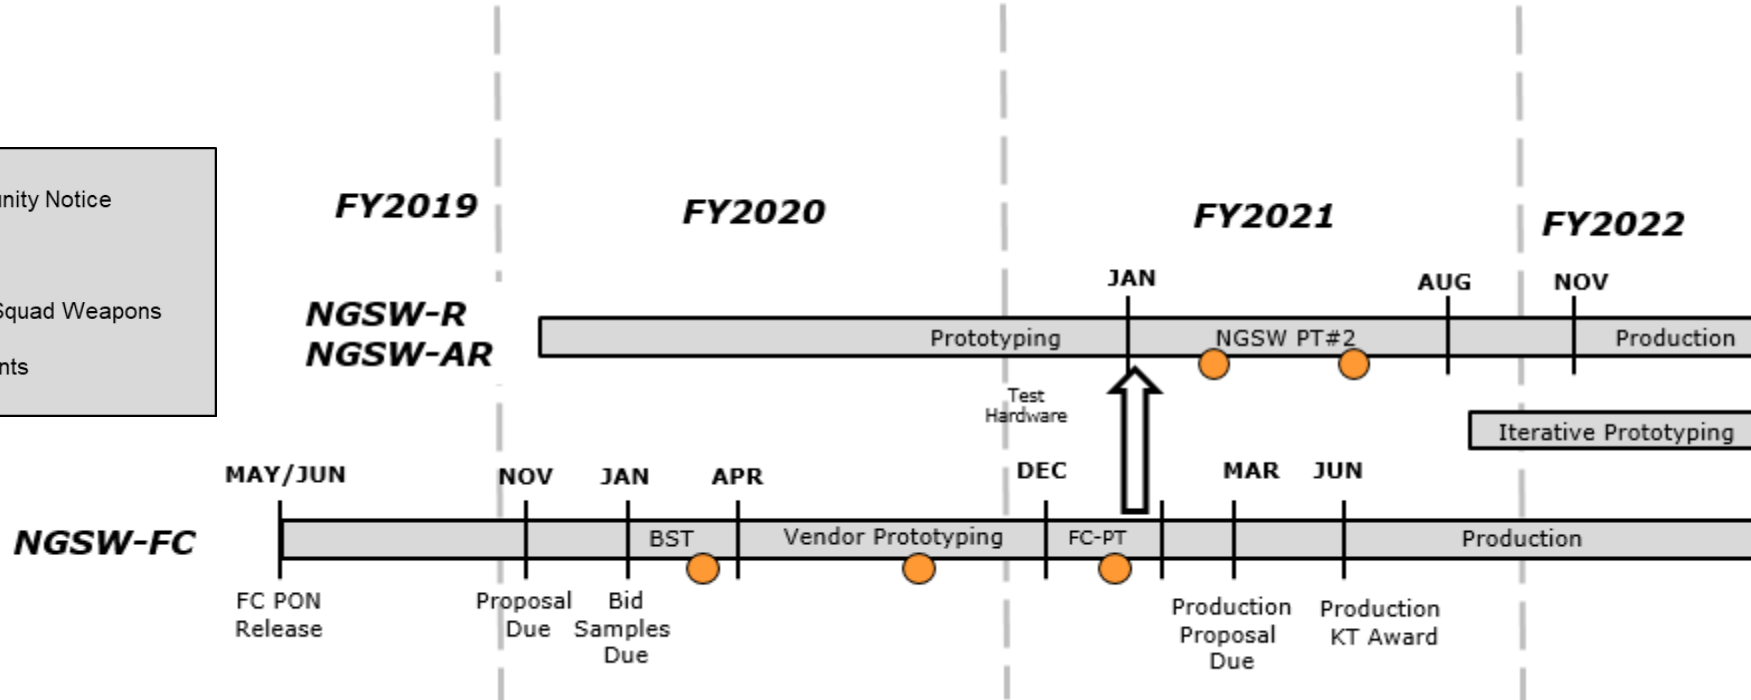 unity Notice
Squad Weapons
nts
FY2019
FY2020
FY2021
FY2022
JAN
AUG
NOV
NGSW-R
NGSW-AR
Prototyping
NGSW PT#2
Production
Test
Hardware
Iterative Prototyping
MAY/JUN
NOV
JAN
APR
DEC
MAR
JUN
NGSW-FC
BST
Vendor Prototyping
FC-PT
Production
FC PON
Release
Proposal
Due
Bid
Samples
Due
Production
Proposal
Due
Production
KT Award